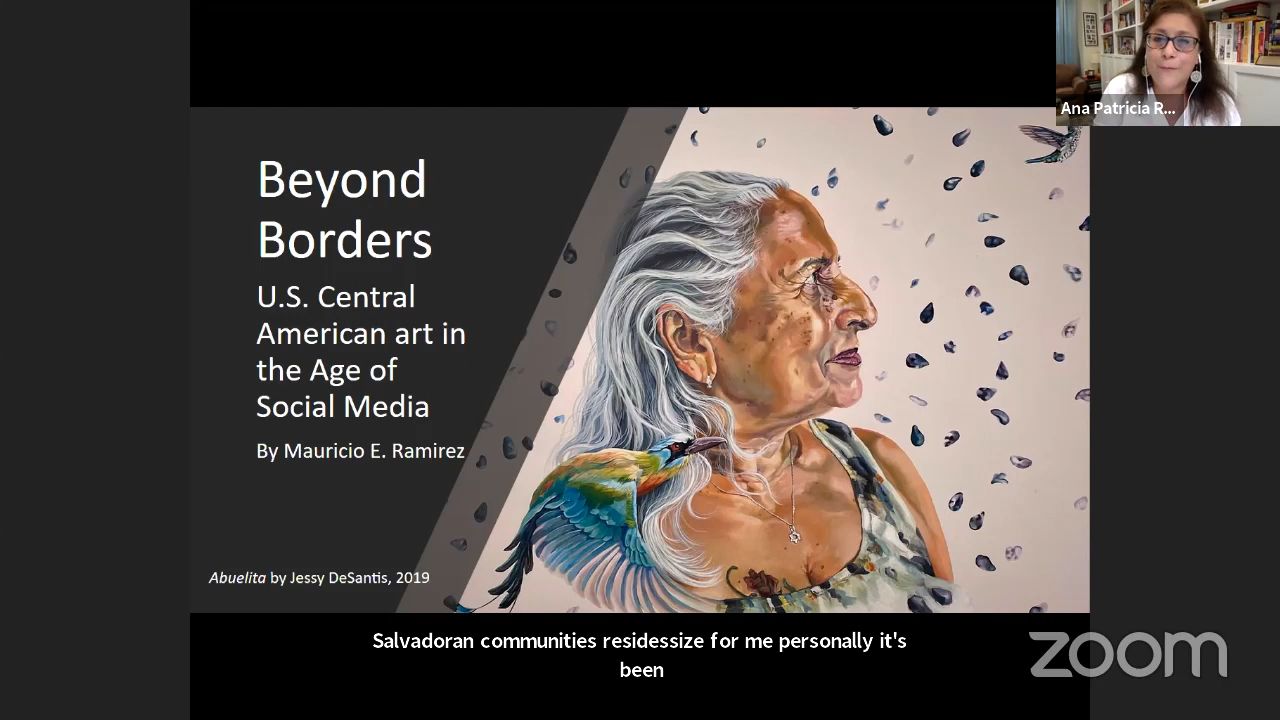 Ana Patricia R...
Beyond
Borders
U.S. Central
American art in
the Age of
Social Media
By Mauricio E. Ramirez
Abuelita by Jessy DeSantis, 2019
Salvadoran communities residessize for me personally it's
been
zoom